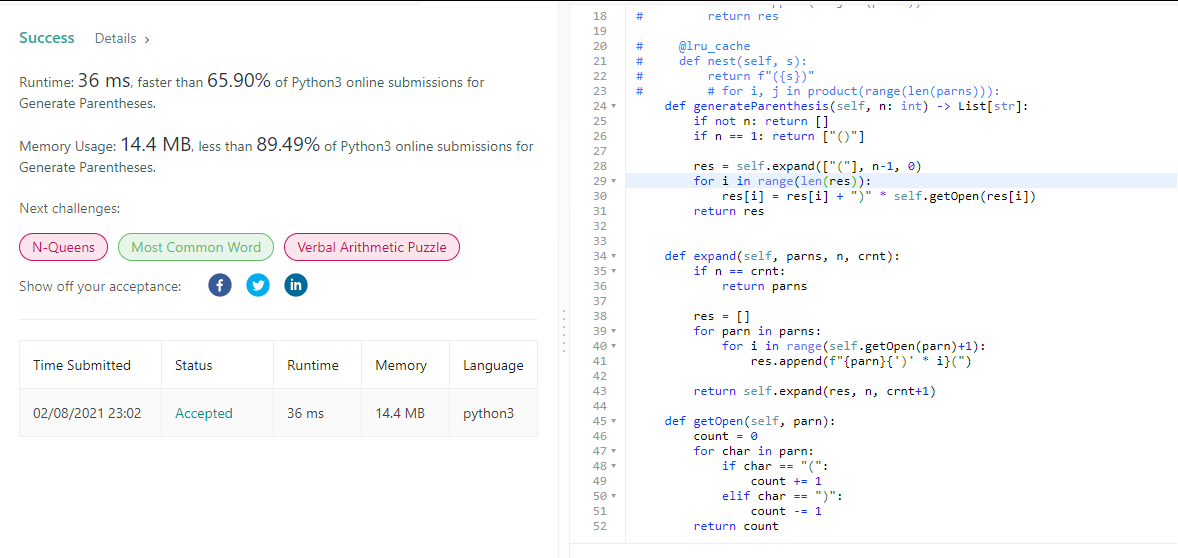 Success Details >
Runtime: 36 ms, faster than 65.90% of Python3 online submissions for
Generate Parentheses.
Memory Usage: 14.4 MB, less than 89.49% of Python3 online submissions for
Generate Parentheses.
Next challenges:
N-Queens Most Common Word Verbal Arithmetic Puzzle
Show off your acceptance: f in
Time Submitted Status Runtime Memory Language
02/08/2021 23:02 Accepted 36 ms 14.4 MB python3
18 #         return res
19
20 #     @lru_cache
21 #     def nest(self, s):
22 #         return f"({s})"
23 #         # for i, j in product(range(len(parns))):
24     def generateParenthesis(self, n: int) -> List[str]:
25         if not n: return []
26         if n == 1: return ["()"]
27
28         res = self.expand(["("], n-1, 0)
29         for i in range(len(res)):
30             res[i] = res[i] + ")" * self.getOpen(res[i])
31         return res
32
33
34     def expand(self, parns, n, crnt):
35         if n == crnt:
36             return parns
37
38         res = []
39         for parn in parns:
40             for i in range(self.getOpen(parn)+1):
41                 res.append(f"{parn}{')' * i}(")
42
43         return self.expand(res, n, crnt+1)
44
45     def getOpen(self, parn):
46         count = 0
47         for char in parn:
48             if char == "(":
49                 count += 1
50             elif char == ")":
51                 count -= 1
52         return count